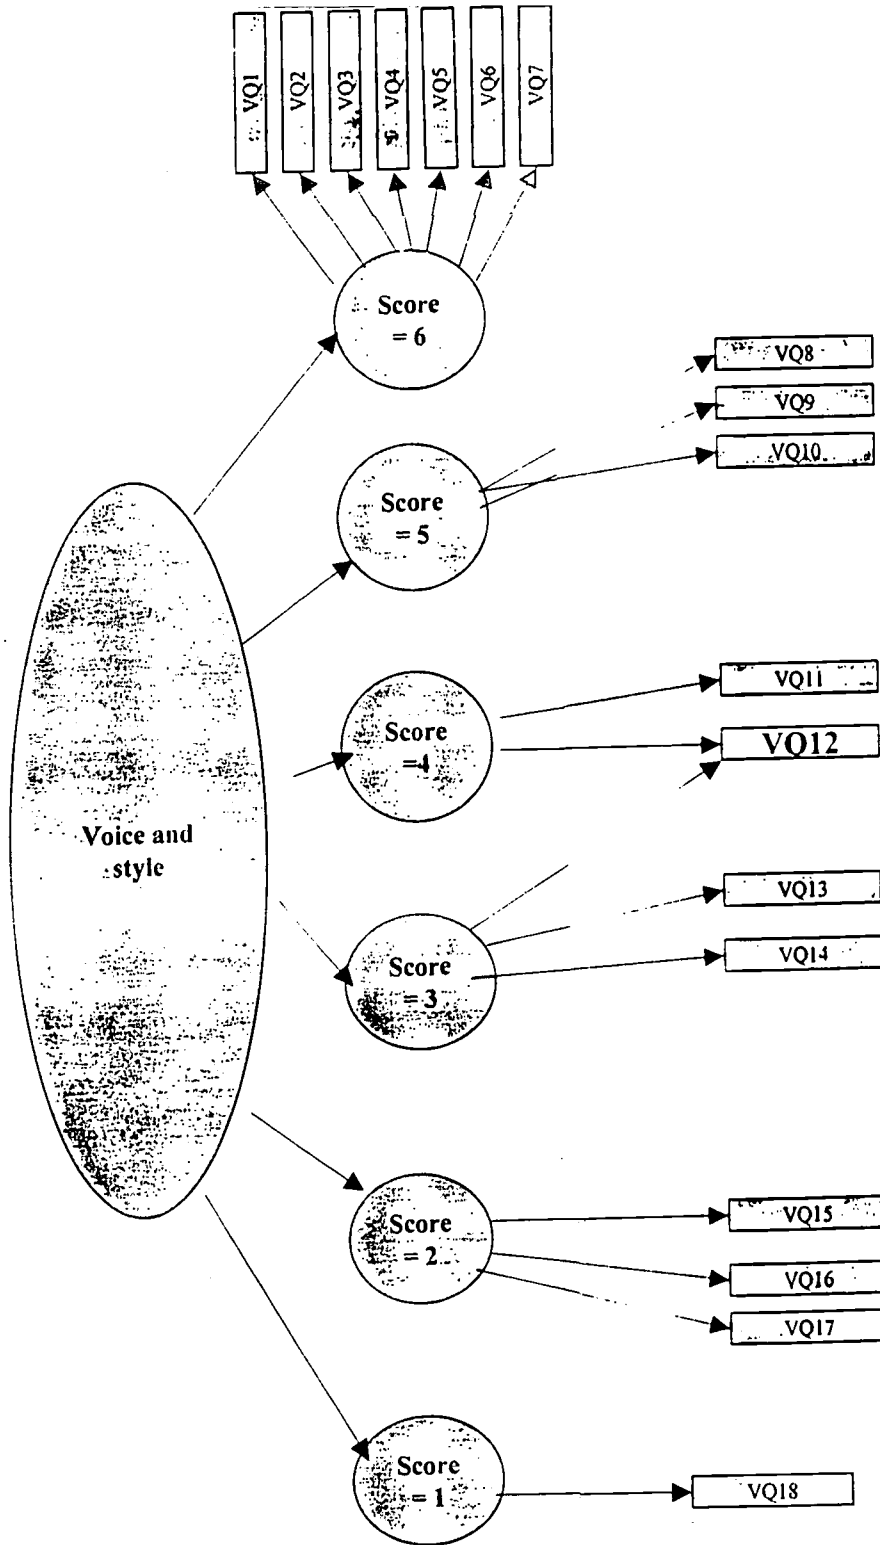 VQ1
VQ2
VQ3
VQ4
VQ5
VQ6
VQ7
Score
= 6
VQ8
VQ9
VQ10
Score
= 5
VQ11
Score
=4
VQ12
Voice and
style
VQ13
Score
= 3
VQ14
Score
= 2
VQ15
VQ16
VQ17
Score
= 1
VQ18